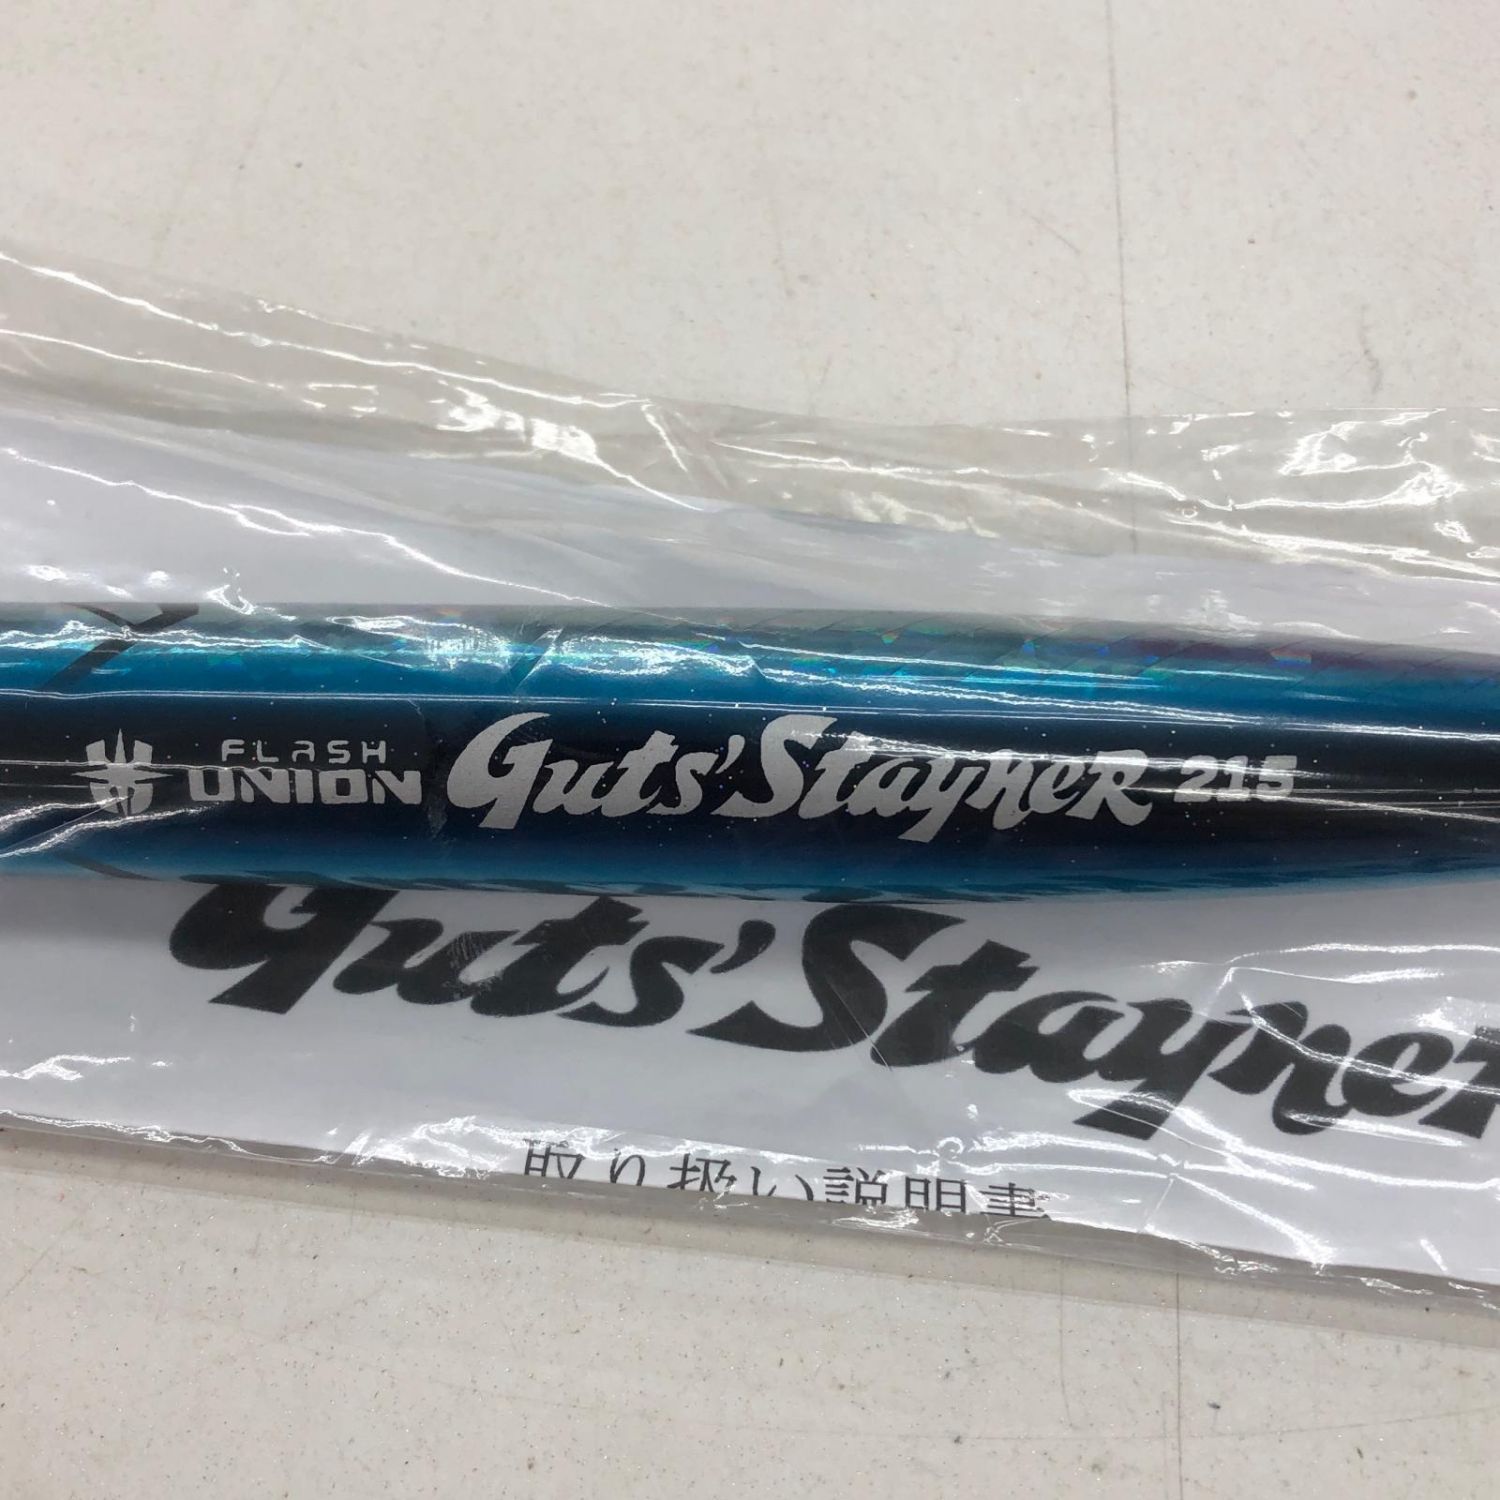 FLASH
UNION Guts'Stayner 215
Guts'Stayner
取り扱い説明書